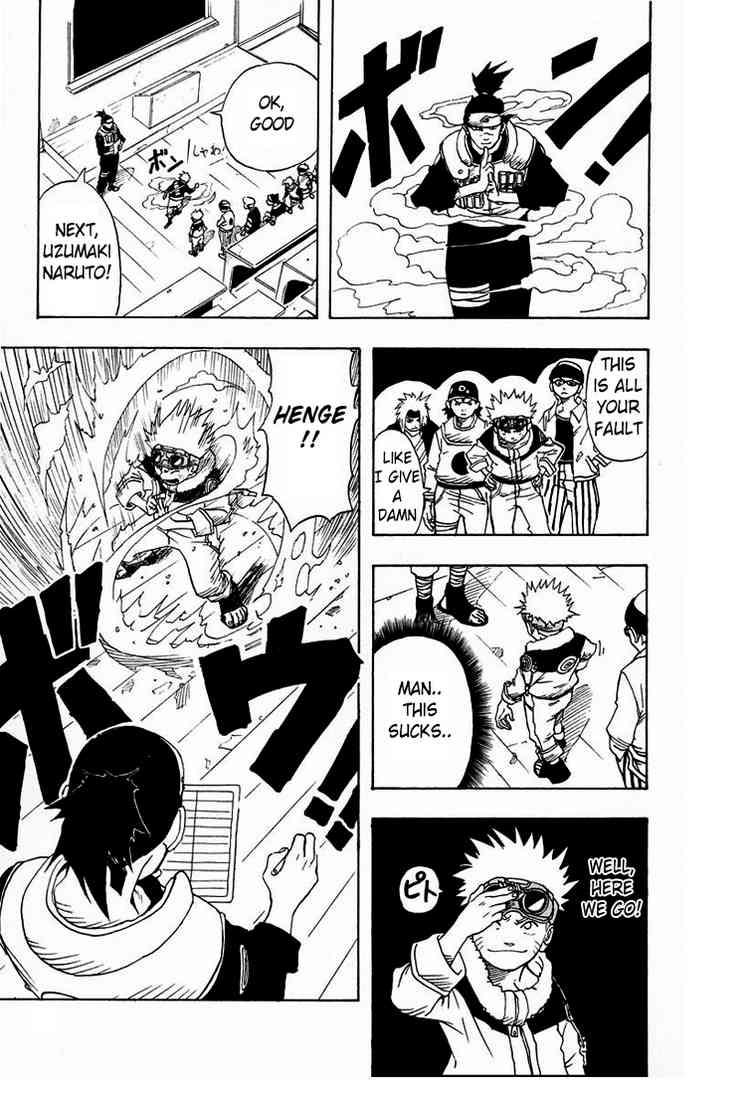 ボン!!
OK,
GOOD
ボン
しゃわ!
NEXT,
UZUMAKI
NARUTO!
THIS
IS ALL
YOUR
FAULT
LIKE
I GIVE
A
DAMN
MAN..
THIS
SUCKS..
WELL,
HERE
WE GO!
ピト
HENGE
!!
ボウ!!